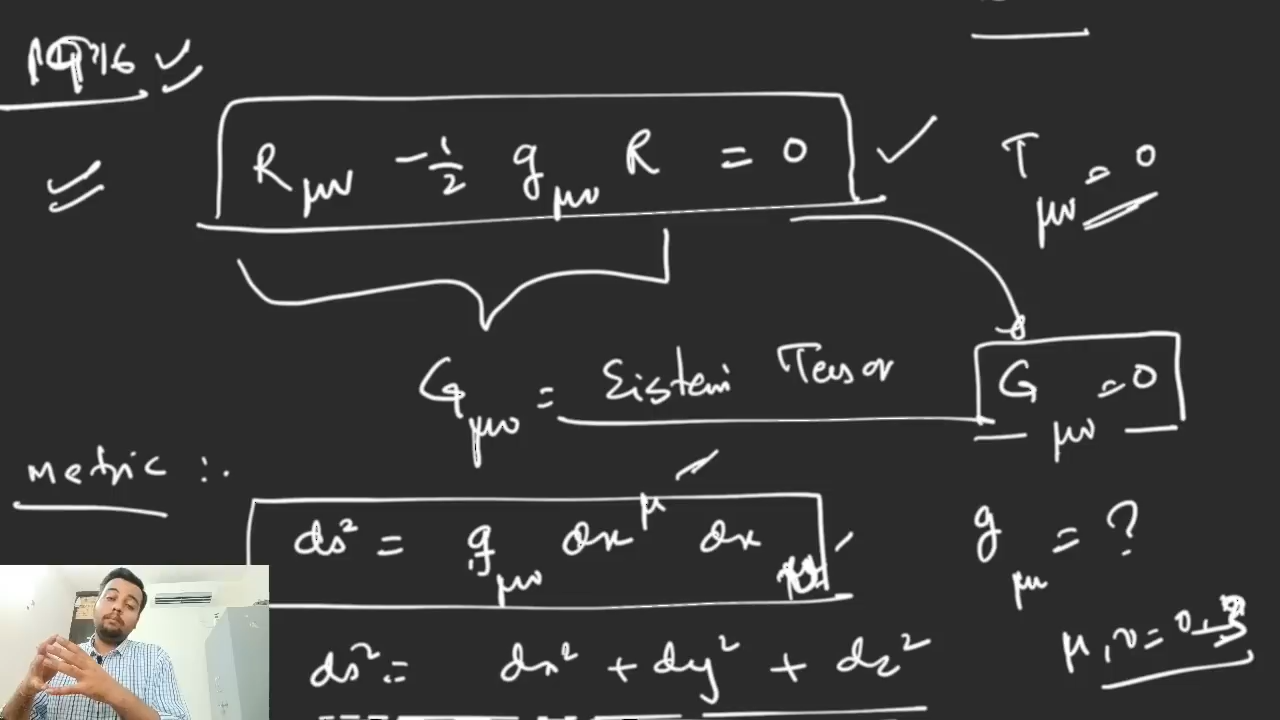 R_μν - 1/2 g_μν R = 0
T_μν = 0
G_μν = Eistein Tensor
G_μν = 0
Metric :.
ds² = g_μν dx^μ dx
g_μν = ?
ds² = dx² + dy² + dz²
μ, ν = 0,